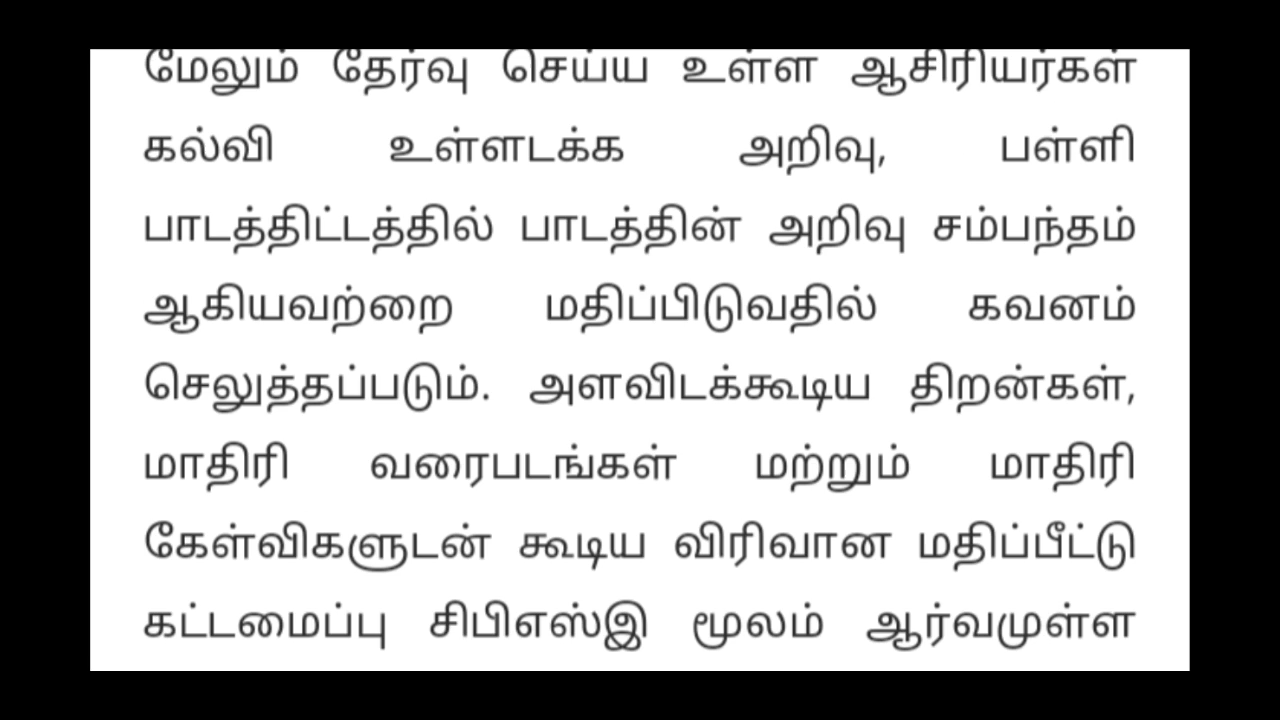 மேலும் தேர்வு செய்ய உள்ள ஆசிரியர்கள்
கல்வி உள்ளடக்க அறிவு, பள்ளி
பாடத்திட்டத்தில் பாடத்தின் அறிவு சம்பந்தம்
ஆகியவற்றை மதிப்பிடுவதில் கவனம்
செலுத்தப்படும். அளவிடக்கூடிய திறன்கள்,
மாதிரி வரைபடங்கள் மற்றும் மாதிரி
கேள்விகளுடன் கூடிய விரிவான மதிப்பீட்டு
கட்டமைப்பு சிபிஎஸ்இ மூலம் ஆர்வமுள்ள